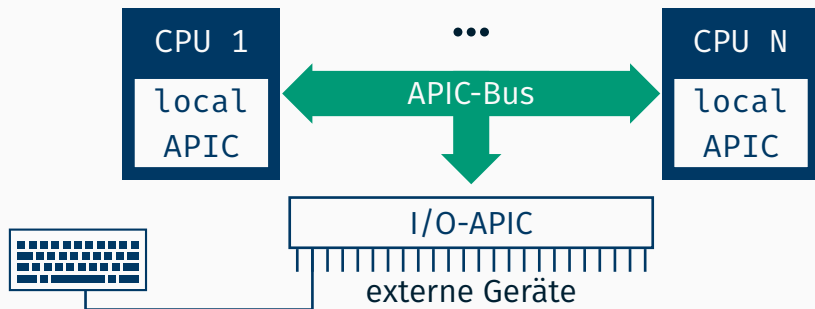 CPU 1
...
CPU N
local
APIC
APIC-Bus
local
APIC
I/O-APIC
externe Geräte